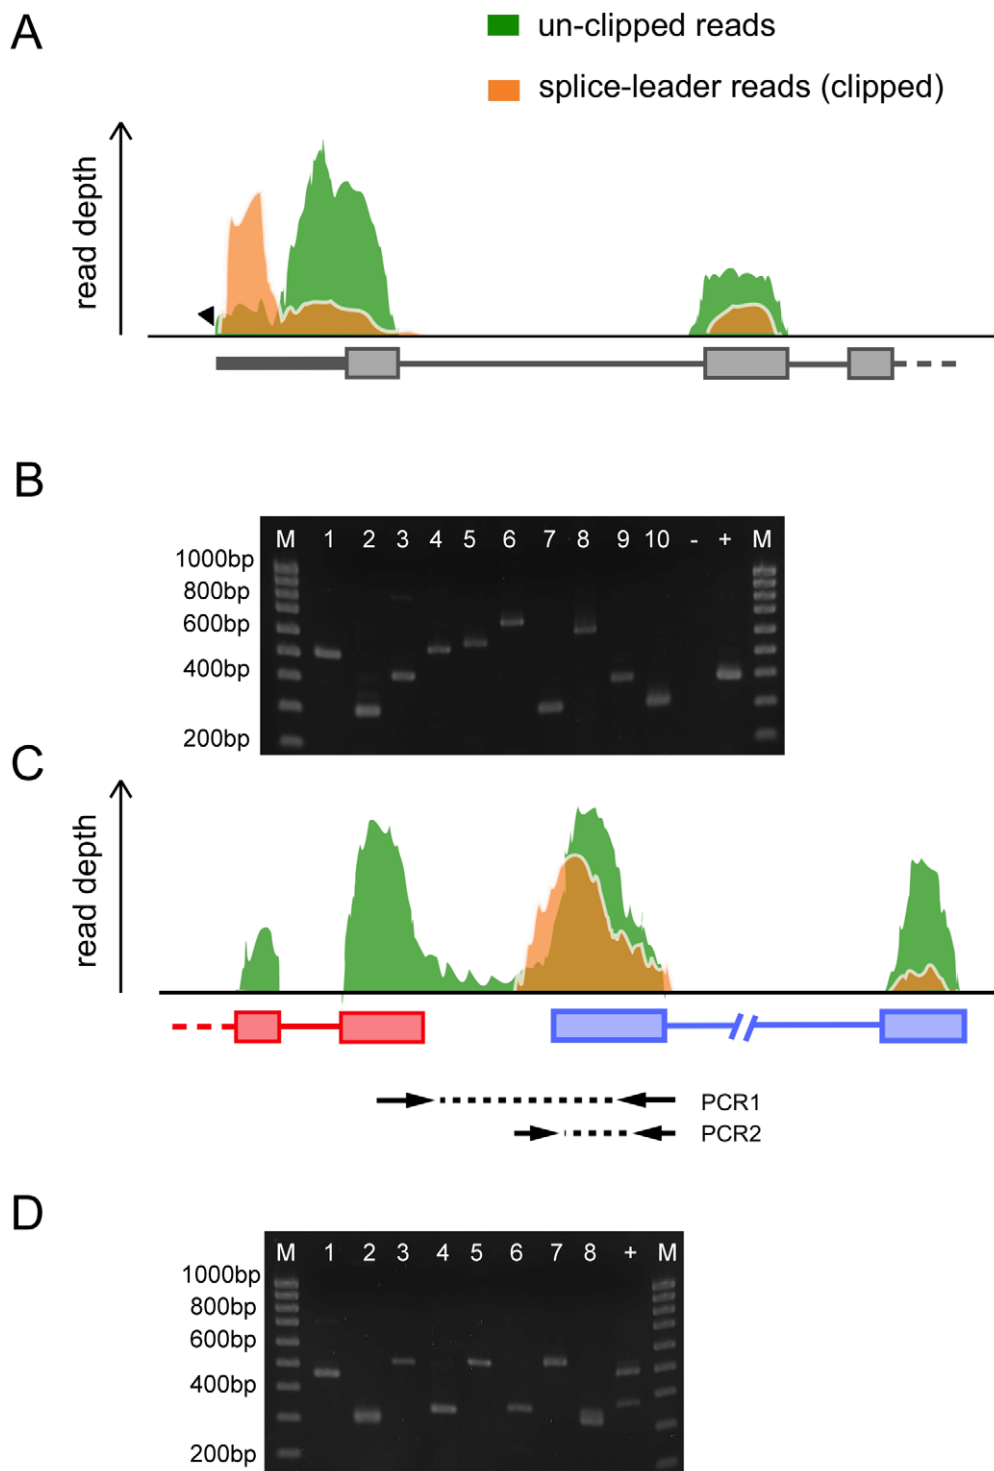 A
un-clipped reads
splice-leader reads (clipped)
read depth
B
M 1 2 3 4 5 6 7 8 9 10 - + M
1000bp
800bp
600bp
400bp
200bp
C
read depth
PCR1
PCR2
D
M 1 2 3 4 5 6 7 8 + M
1000bp
800bp
600bp
400bp
200bp